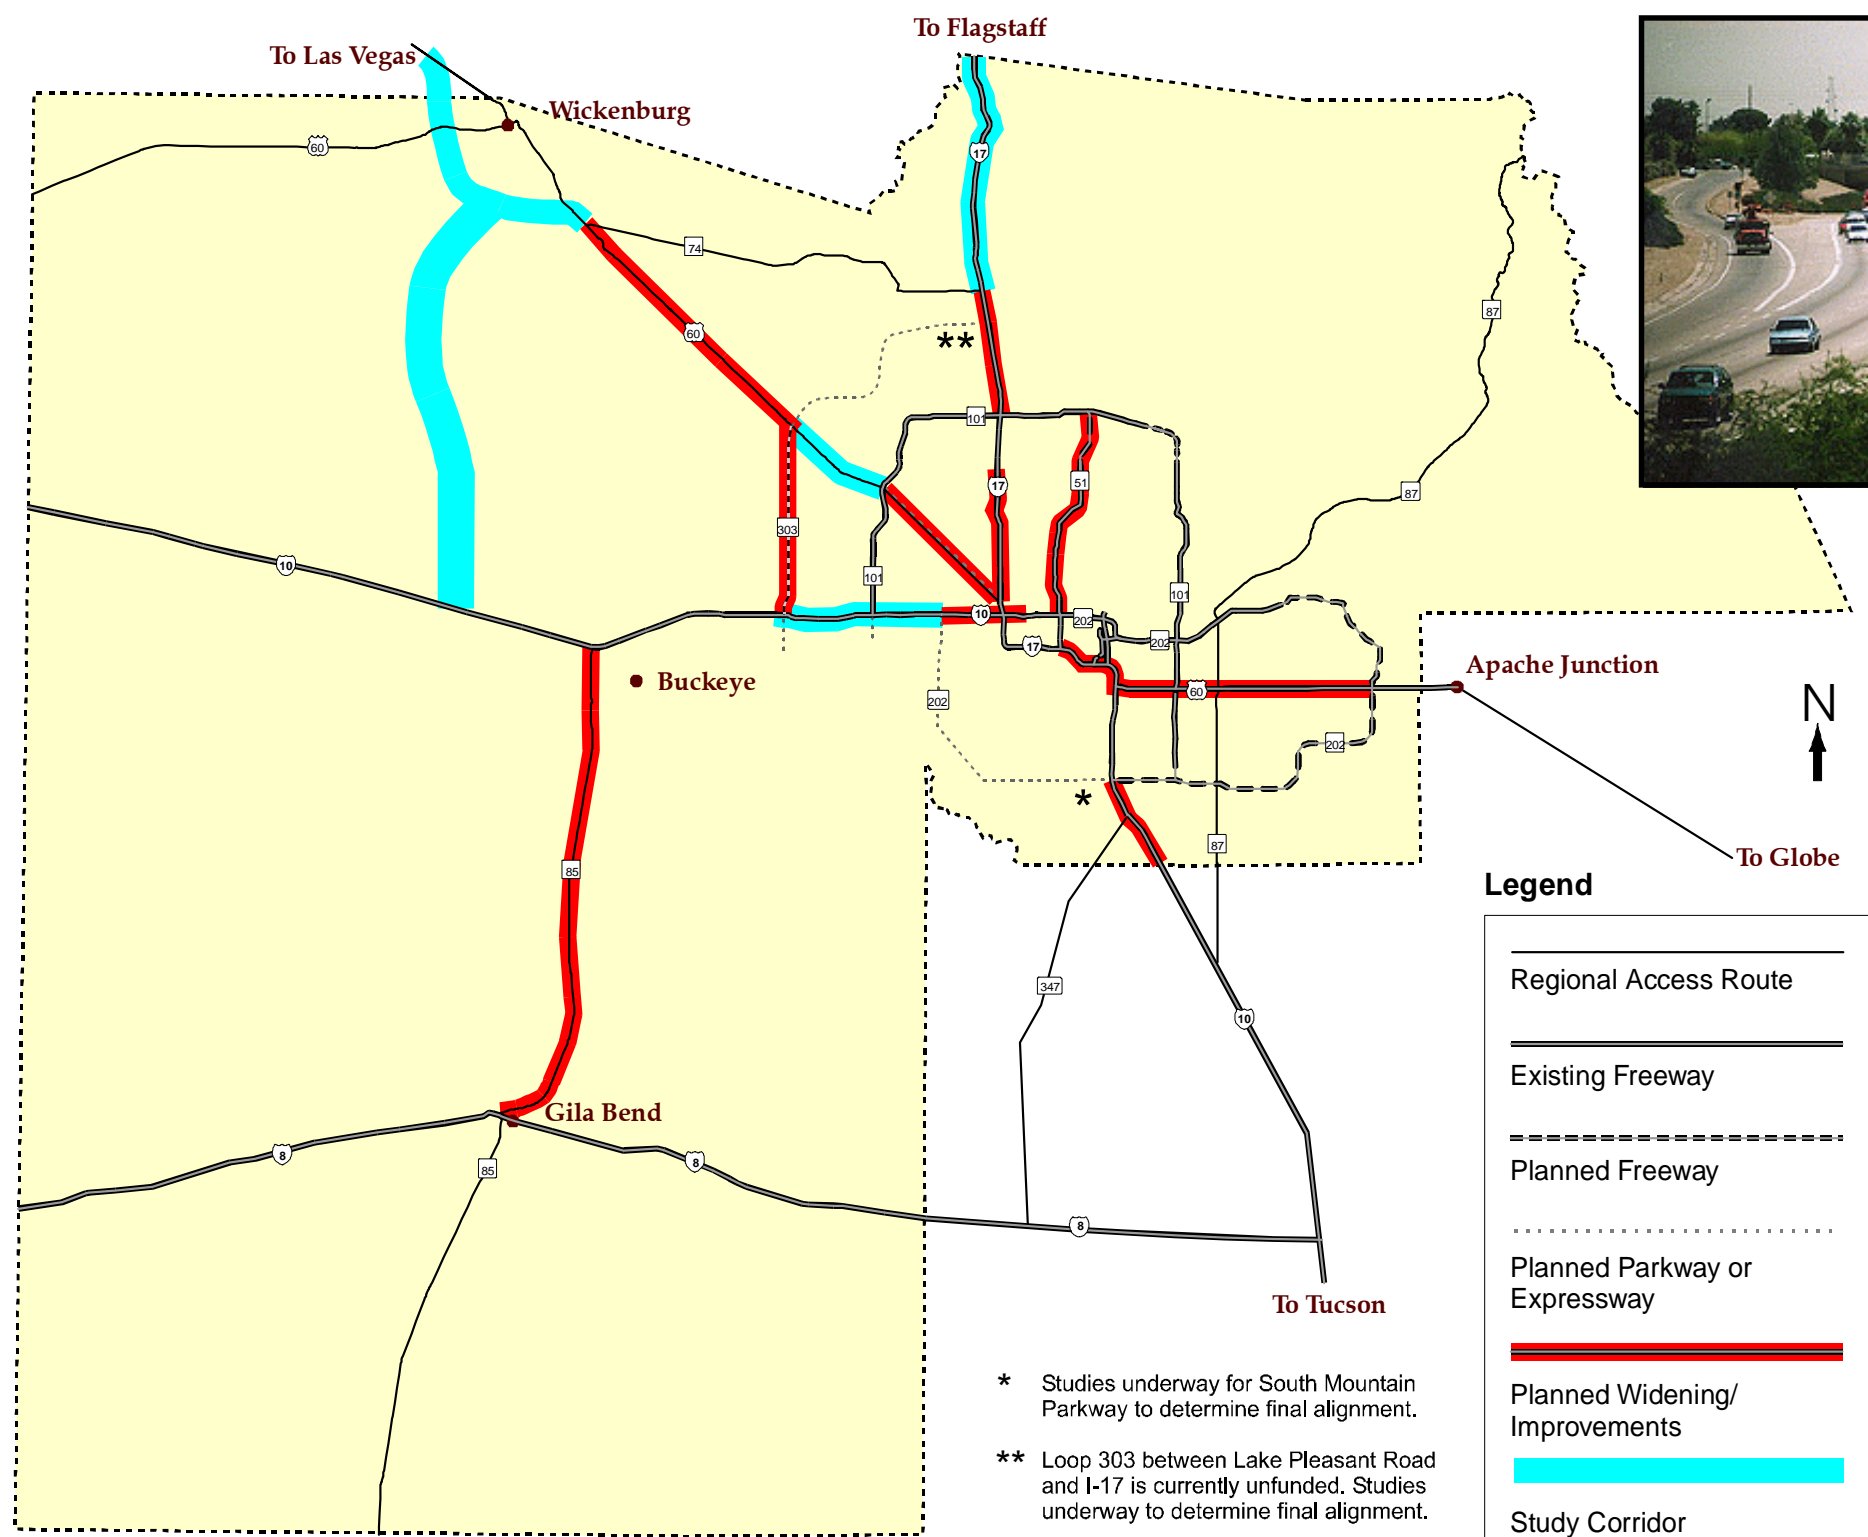 To Flagstaff
To Las Vegas
Wickenburg
60
17
74
87
60
**
101
51
17
87
303
10
101
101
10
202
202
202
17
Apache Junction
Buckeye
60
202
N
202
*
87
To Globe
85
Legend
Regional Access Route
347
10
Existing Freeway
Gila Bend
8
8
85
Planned Freeway
8
Planned Parkway or
Expressway
To Tucson
* Studies underway for South Mountain
Parkway to determine final alignment.
Planned Widening/
Improvements
** Loop 303 between Lake Pleasant Road
and I-17 is currently unfunded. Studies
underway to determine final alignment.
Study Corridor